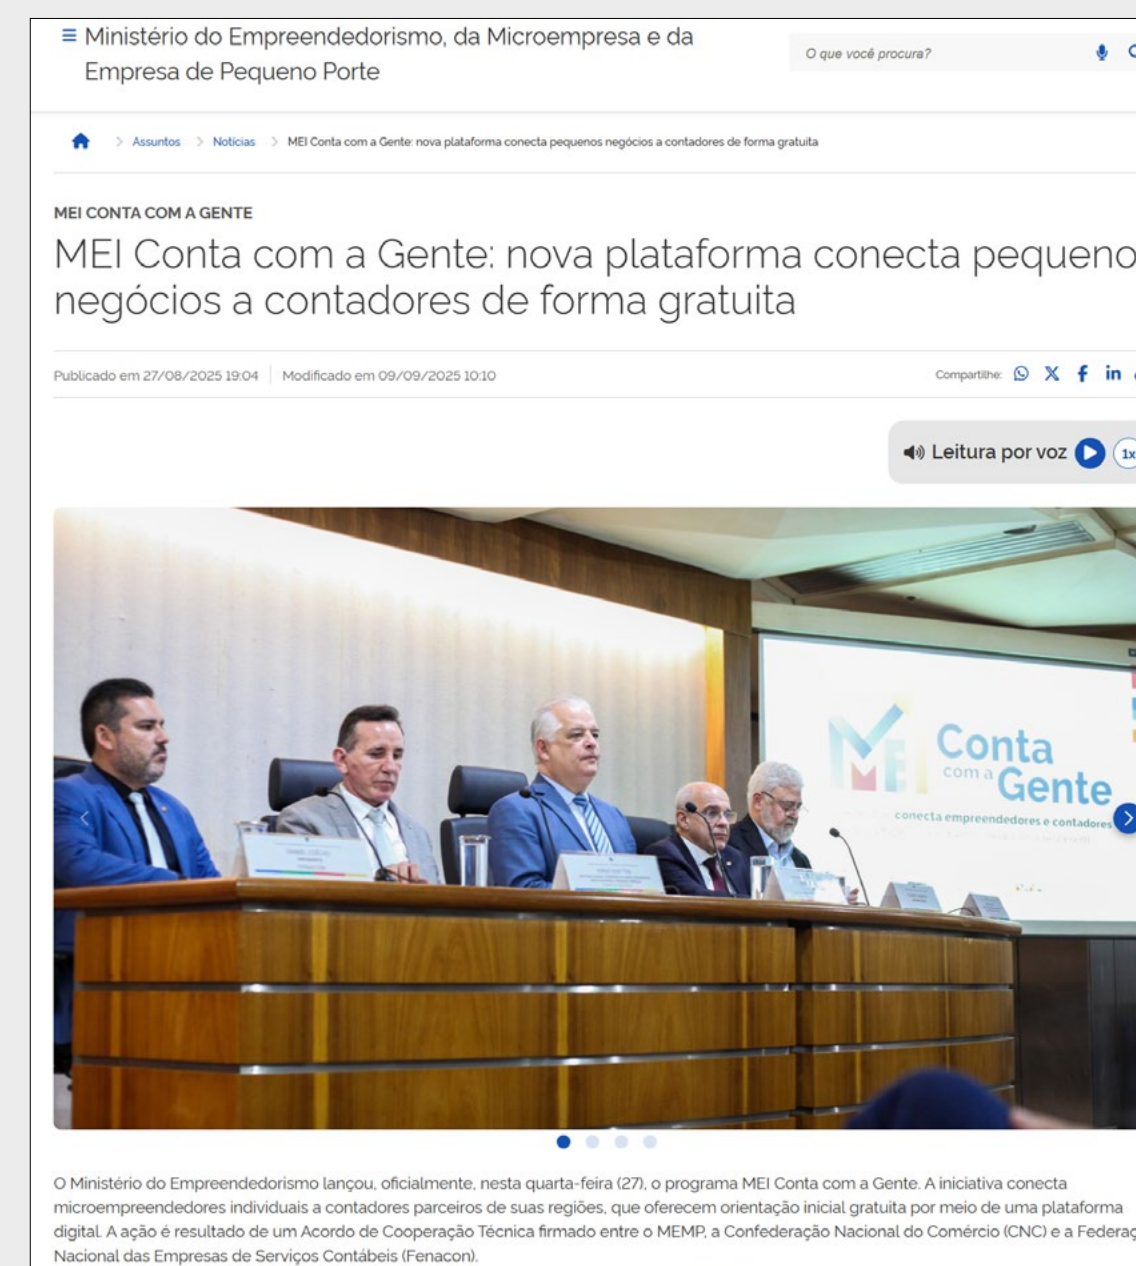 Ministério do Empreendedorismo, da Microempresa e da
Empresa de Pequeno Porte
O que você procura?
Assuntos > Notícias > MEI Conta com a Gente: nova plataforma conecta pequenos negócios a contadores de forma gratuita
MEI CONTA COM A GENTE
MEI Conta com a Gente: nova plataforma conecta pequeno
negócios a contadores de forma gratuita
Publicado em 27/08/2025 19:04 Modificado em 09/09/2025 10:10
Compartilhe:
Leitura por voz 1x
MEI Conta
com a Gente
conecta empreendedores e contadores
O Ministério do Empreendedorismo lançou, oficialmente, nesta quarta-feira (27), o programa MEI Conta com a Gente. A iniciativa conecta
microempreendedores individuais a contadores parceiros de suas regiões, que oferecem orientação inicial gratuita por meio de uma plataforma
digital. A ação é resultado de um Acordo de Cooperação Técnica firmado entre o MEMP, a Confederação Nacional do Comércio (CNC) e a Federaç
Nacional das Empresas de Serviços Contábeis (Fenacon).